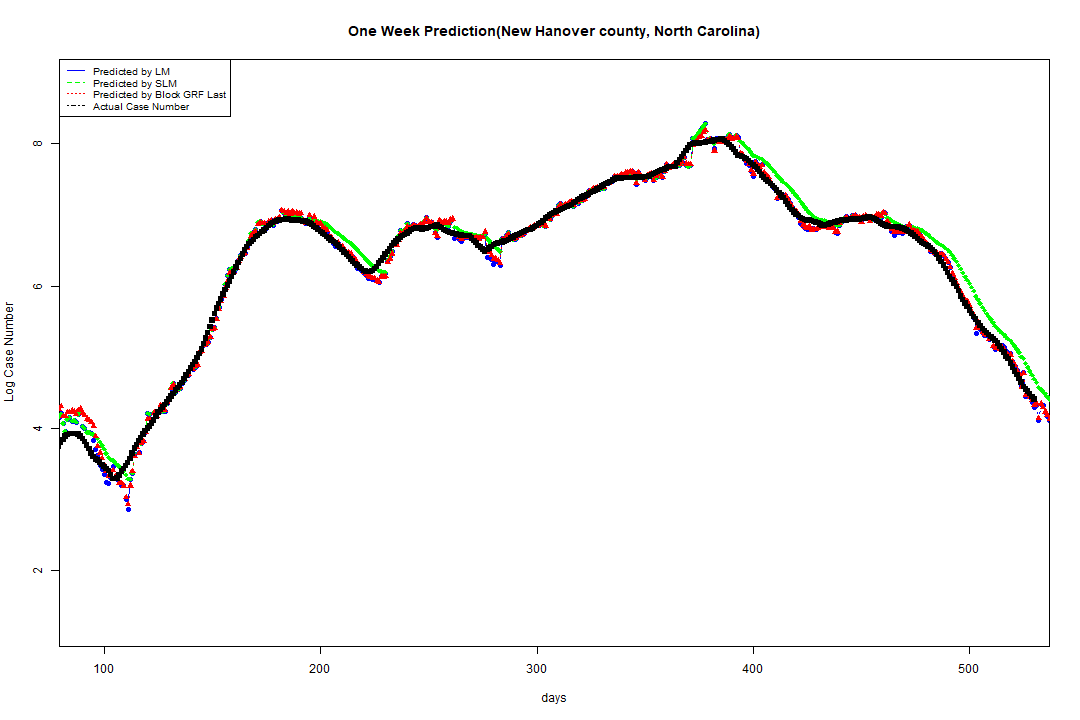 One Week Prediction(New Hanover county, North Carolina)
Predicted by LM
Predicted by SLM
Predicted by Block GRF Last
Actual Case Number
8
6
4
2
Log Case Number
100
200
300
400
500
days